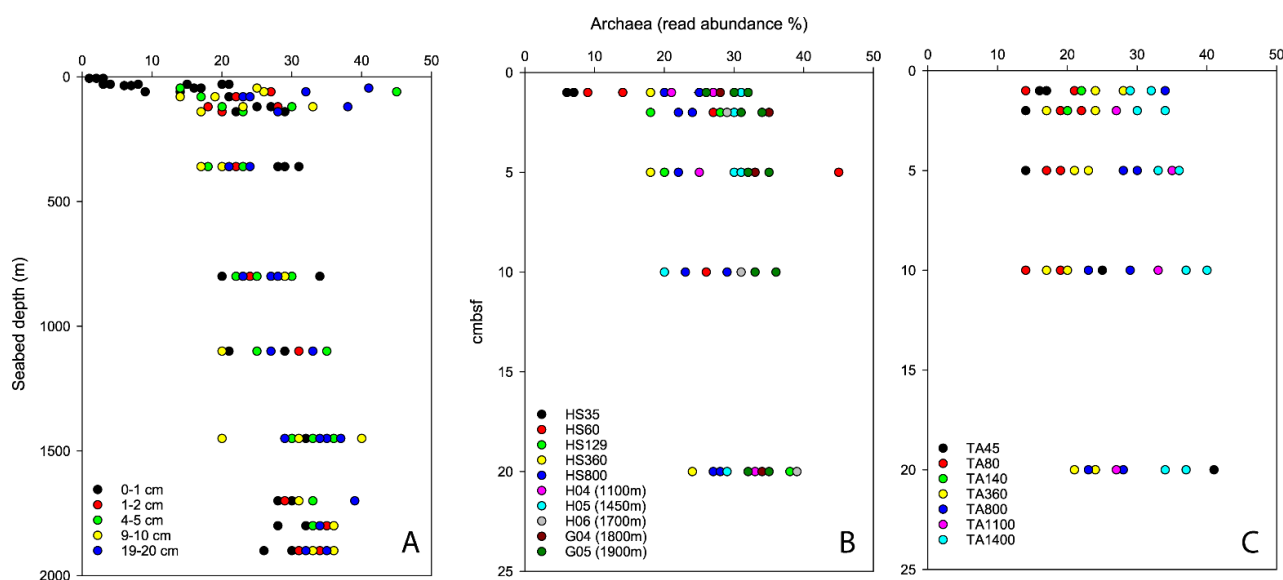 Archaea (read abundance %)
0 10 20 30 40 50
0 10 20 30 40 50
0 10 20 30 40 50
Seabed depth (m)
0
500
1000
1500
2000
0-1 cm
1-2 cm
4-5 cm
9-10 cm
19-20 cm
A
cmbsf
0
5
10
15
20
25
HS35
HS60
HS129
HS360
HS800
H04 (1100m)
H05 (1450m)
H06 (1700m)
G04 (1800m)
G05 (1900m)
B
0
5
10
15
20
25
TA45
TA80
TA140
TA360
TA800
TA1100
TA1400
C